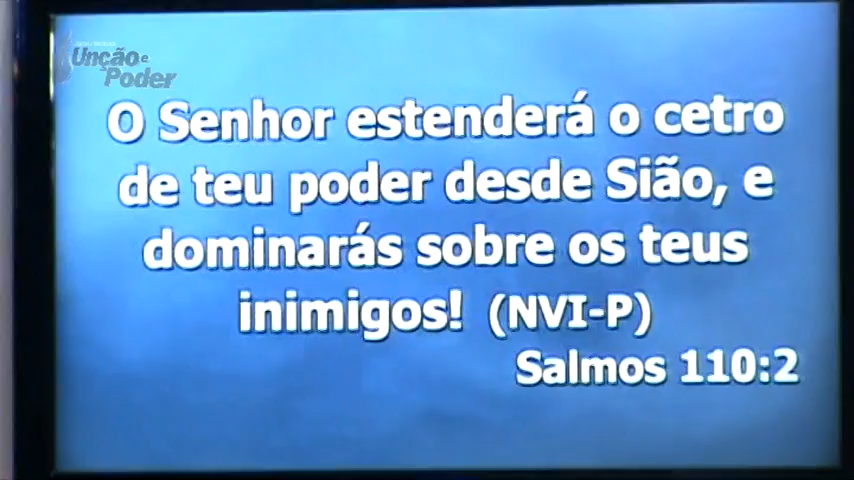 Unção e
Poder
O Senhor estenderá o cetro
de teu poder desde Sião, e
dominarás sobre os teus
inimigos! (NVI-P)
Salmos 110:2